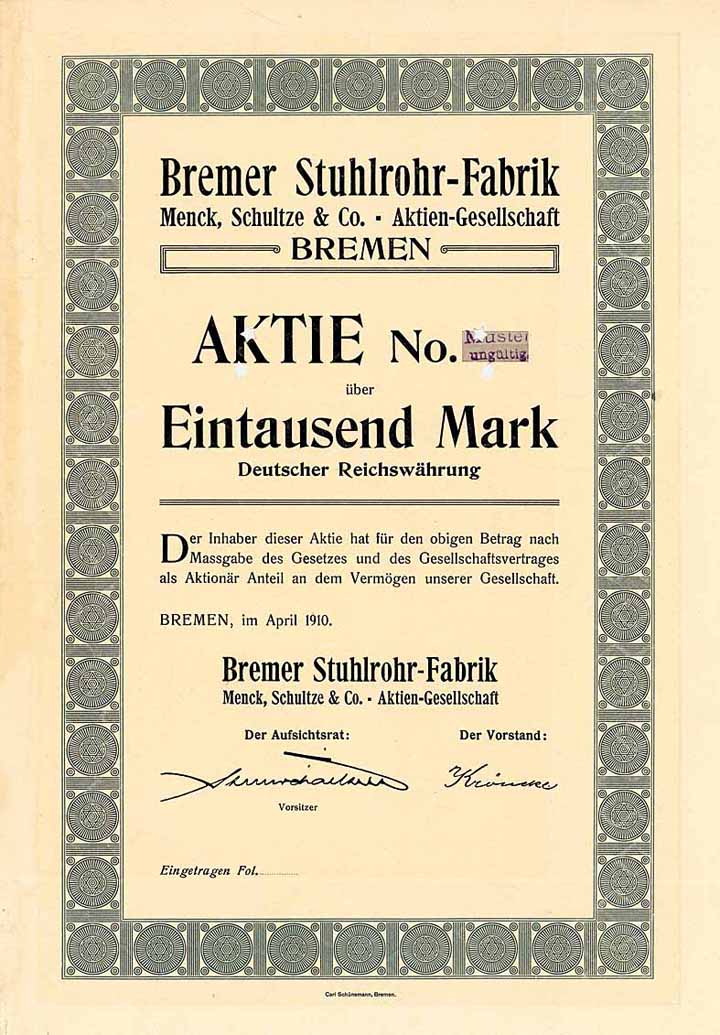 Bremer Stuhlrohr-Fabrik
Menck, Schultze & Co. - Aktien-Gesellschaft
BREMEN
AKTIE No. Muster
ungültig
über
Eintausend Mark
Deutscher Reichswährung
Der Inhaber dieser Aktie hat für den obigen Betrag nach
Massgabe des Gesetzes und des Gesellschaftsvertrages
als Aktionär Anteil an dem Vermögen unserer Gesellschaft.
BREMEN, im April 1910.
Bremer Stuhlrohr-Fabrik
Menck, Schultze & Co. - Aktien-Gesellschaft
Der Aufsichtsrat: Der Vorstand:
Vorsitzer
Eingetragen Fol.
Carl Schünemann, Bremen.